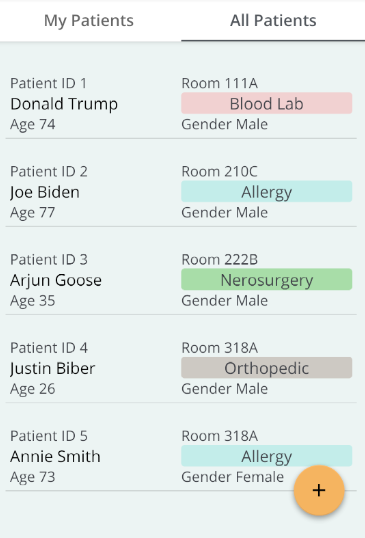 My Patients All Patients
Patient ID 1 Room 111A
Donald Trump Blood Lab
Age 74 Gender Male
Patient ID 2 Room 210C
Joe Biden Allergy
Age 77 Gender Male
Patient ID 3 Room 222B
Arjun Goose Nerosurgery
Age 35 Gender Male
Patient ID 4 Room 318A
Justin Biber Orthopedic
Age 26 Gender Male
Patient ID 5 Room 318A
Annie Smith Allergy
Age 73 Gender Female
+